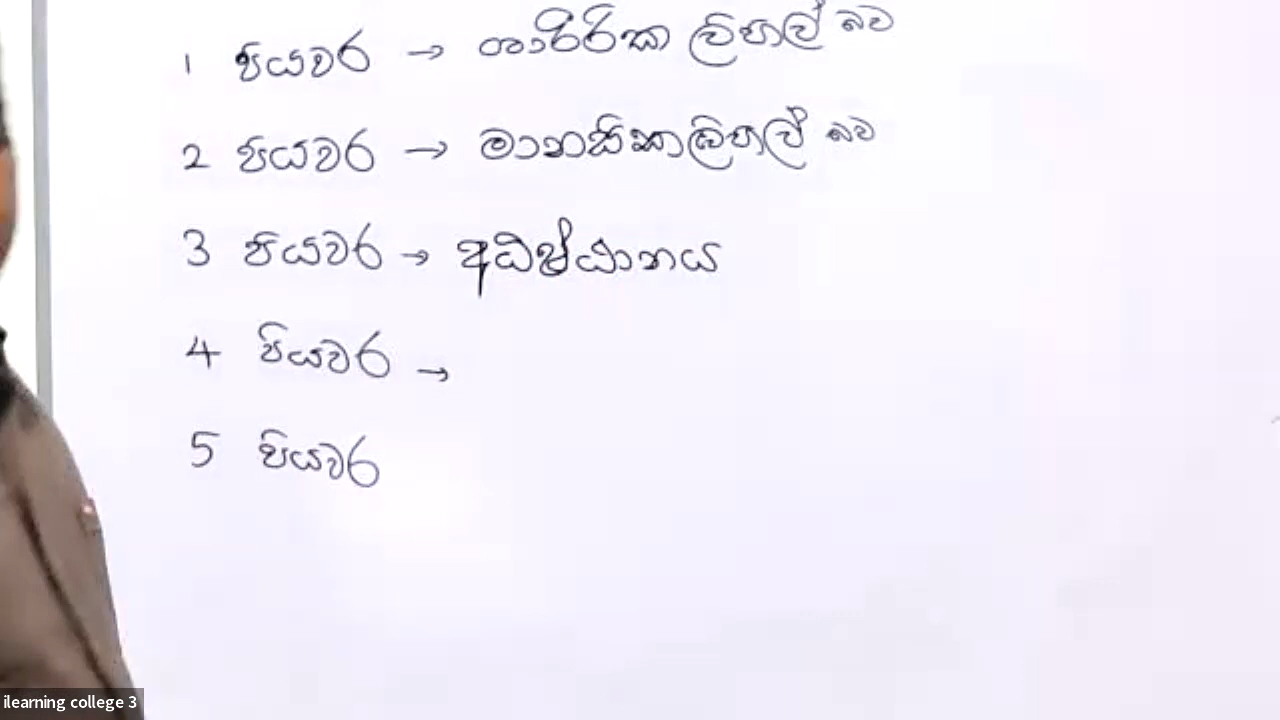 1 පියවර → ශාරීරික ලිහිල් බව
2 පියවර → මානසික ලිහිල් බව
3 පියවර → අධිෂ්ඨානය
4 පියවර →
5 පියවර
ilearning college 3